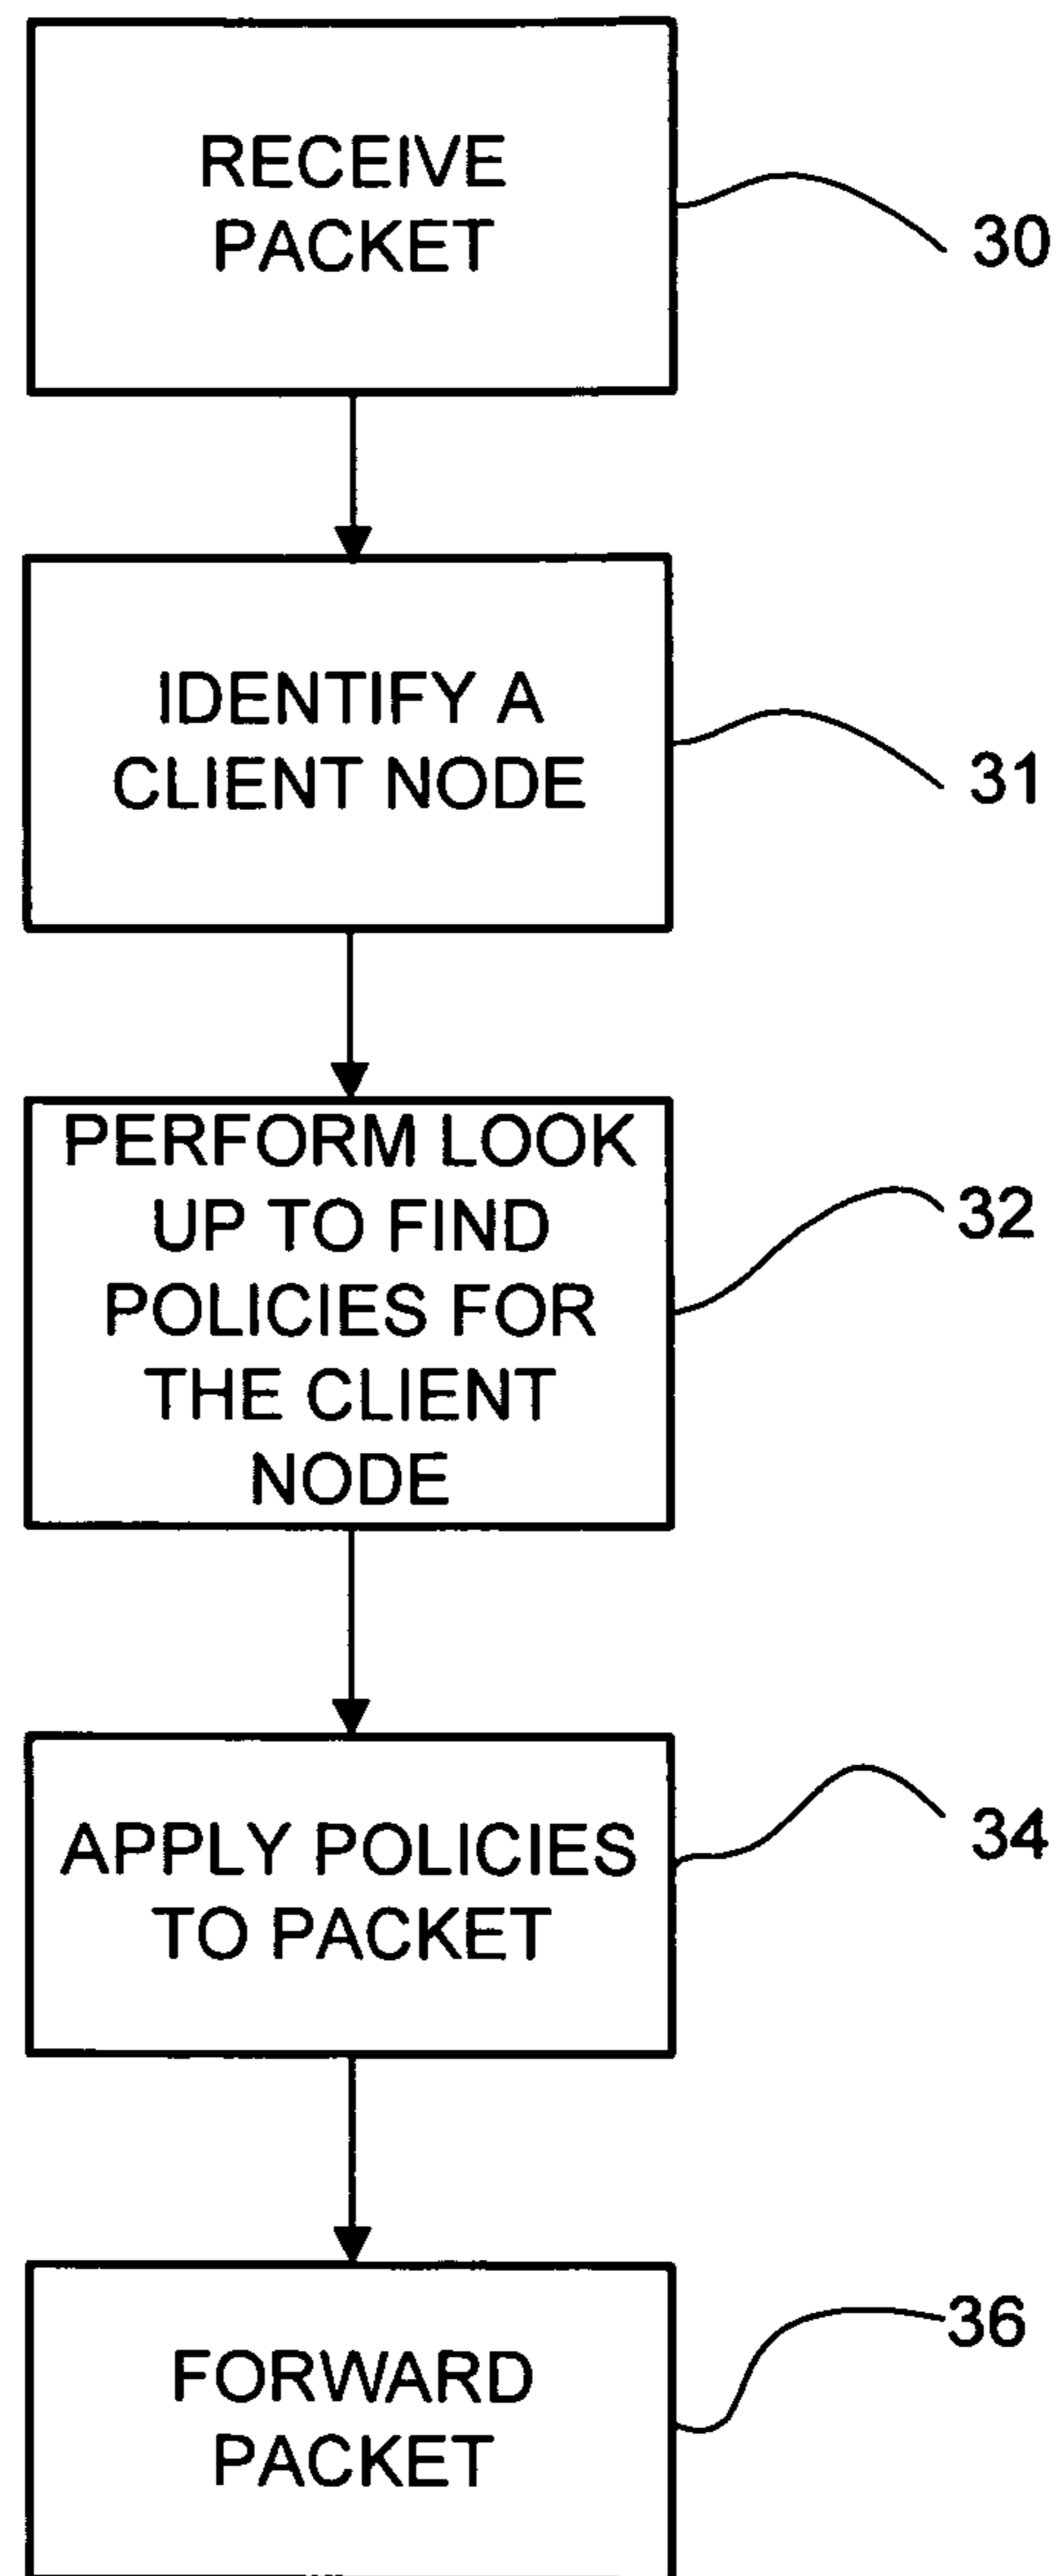 RECEIVE
PACKET
30
IDENTIFY A
CLIENT NODE
31
PERFORM LOOK
UP TO FIND
POLICIES FOR
THE CLIENT
NODE
32
APPLY POLICIES
TO PACKET
34
FORWARD
PACKET
36